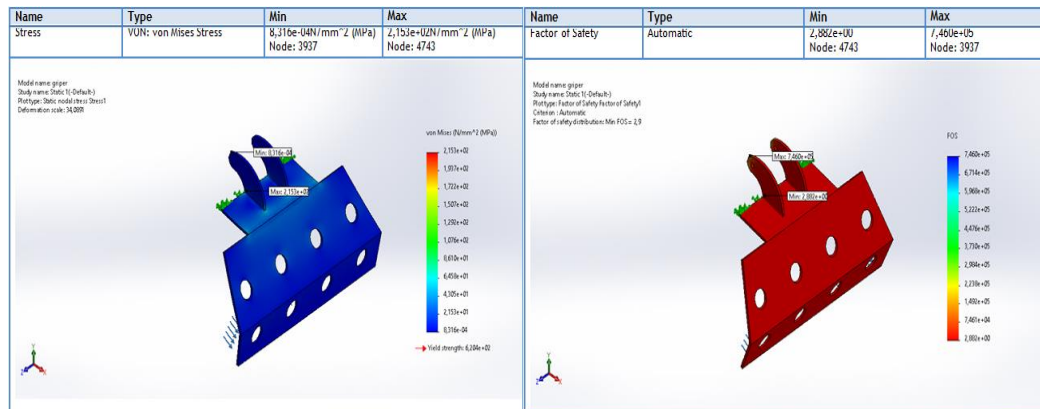 Name Type Min Max
Stress VON: von Mises Stress 8,316e-04N/mm^2 (MPa) 2,153e+02N/mm^2 (MPa)
Node: 3937 Node: 4743
Model name: griper
Study name: Static 1(-Default-)
Plot type: Static nodal stress Stress1
Deformation scale: 34,0891
von Mises (N/mm^2 (MPa))
2,153e+02
1,937e+02
1,722e+02
1,507e+02
1,292e+02
1,076e+02
8,610e+01
6,458e+01
4,305e+01
2,153e+01
8,316e-04
Yield strength: 6,204e+02
Min: 8,316e-04
Max: 2,153e+02
Y
Z
X
Name Type Min Max
Factor of Safety Automatic 2,882e+00 7,460e+05
Node: 4743 Node: 3937
Model name: griper
Study name: Static 1(-Default-)
Plot type: Factor of Safety Factor of Safety1
Criterion : Automatic
Factor of safety distribution: Min FOS = 2,9
FOS
7,460e+05
6,714e+05
5,968e+05
5,222e+05
4,476e+05
3,730e+05
2,984e+05
2,238e+05
1,492e+05
7,461e+04
2,882e+00
Max: 7,460e+05
Min: 2,882e+00
Y
Z
X